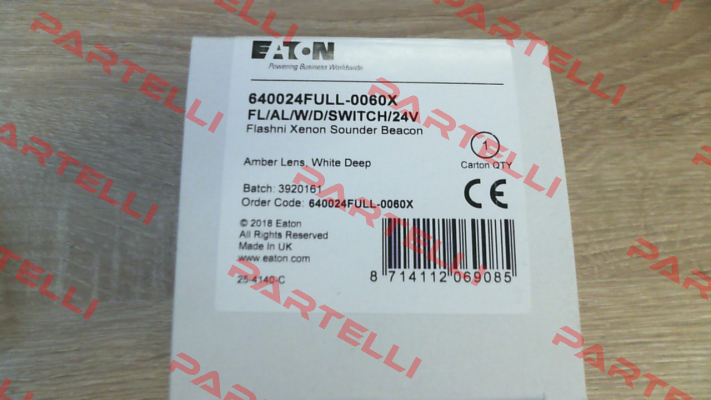 EATON
Powering Business Worldwide
640024FULL-0060X
FL/AL/W/D/SWITCH/24V
Flashni Xenon Sounder Beacon
1
Carton QTY
Amber Lens, White Deep
Batch: 3920161
Order Code: 640024FULL-0060X
CE
© 2018 Eaton
All Rights Reserved
Made In UK
www.eaton.com
25-4140-C
8 714112 069085
PARTELLI
PARTELLI
PARTELLI
PARTELLI
PARTELLI
PARTELLI
PARTELLI
PARTELLI
PARTELLI